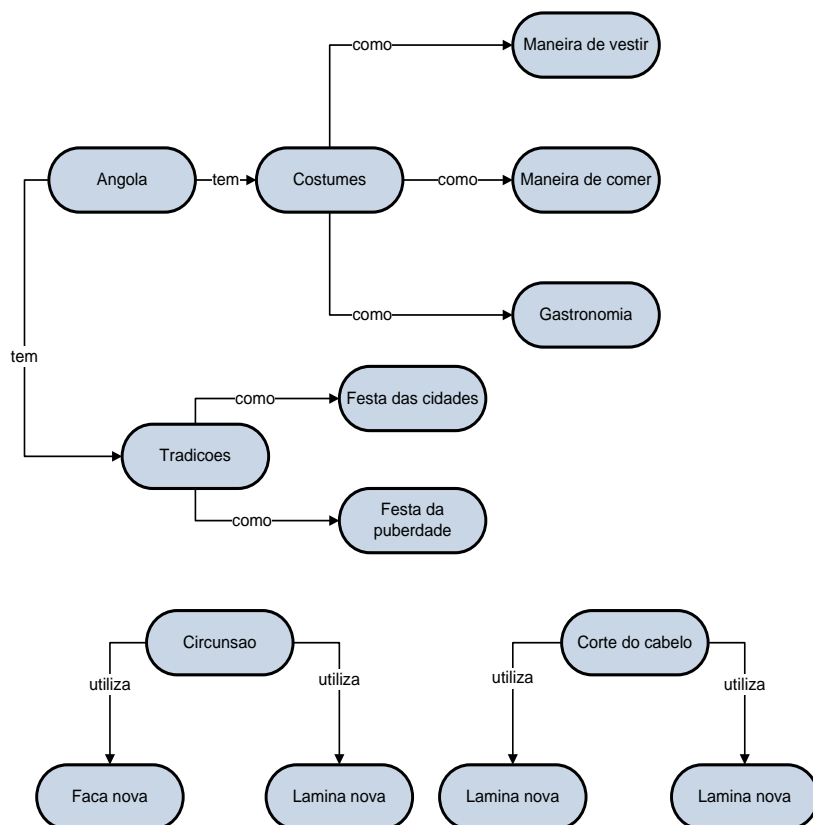 como
Maneira de vestir
Angola
tem
Costumes
como
Maneira de comer
como
Gastronomia
tem
como
Festa das cidades
Tradicoes
como
Festa da
puberdade
Circunsao
Corte do cabelo
utiliza
utiliza
utiliza
utiliza
Faca nova
Lamina nova
Lamina nova
Lamina nova